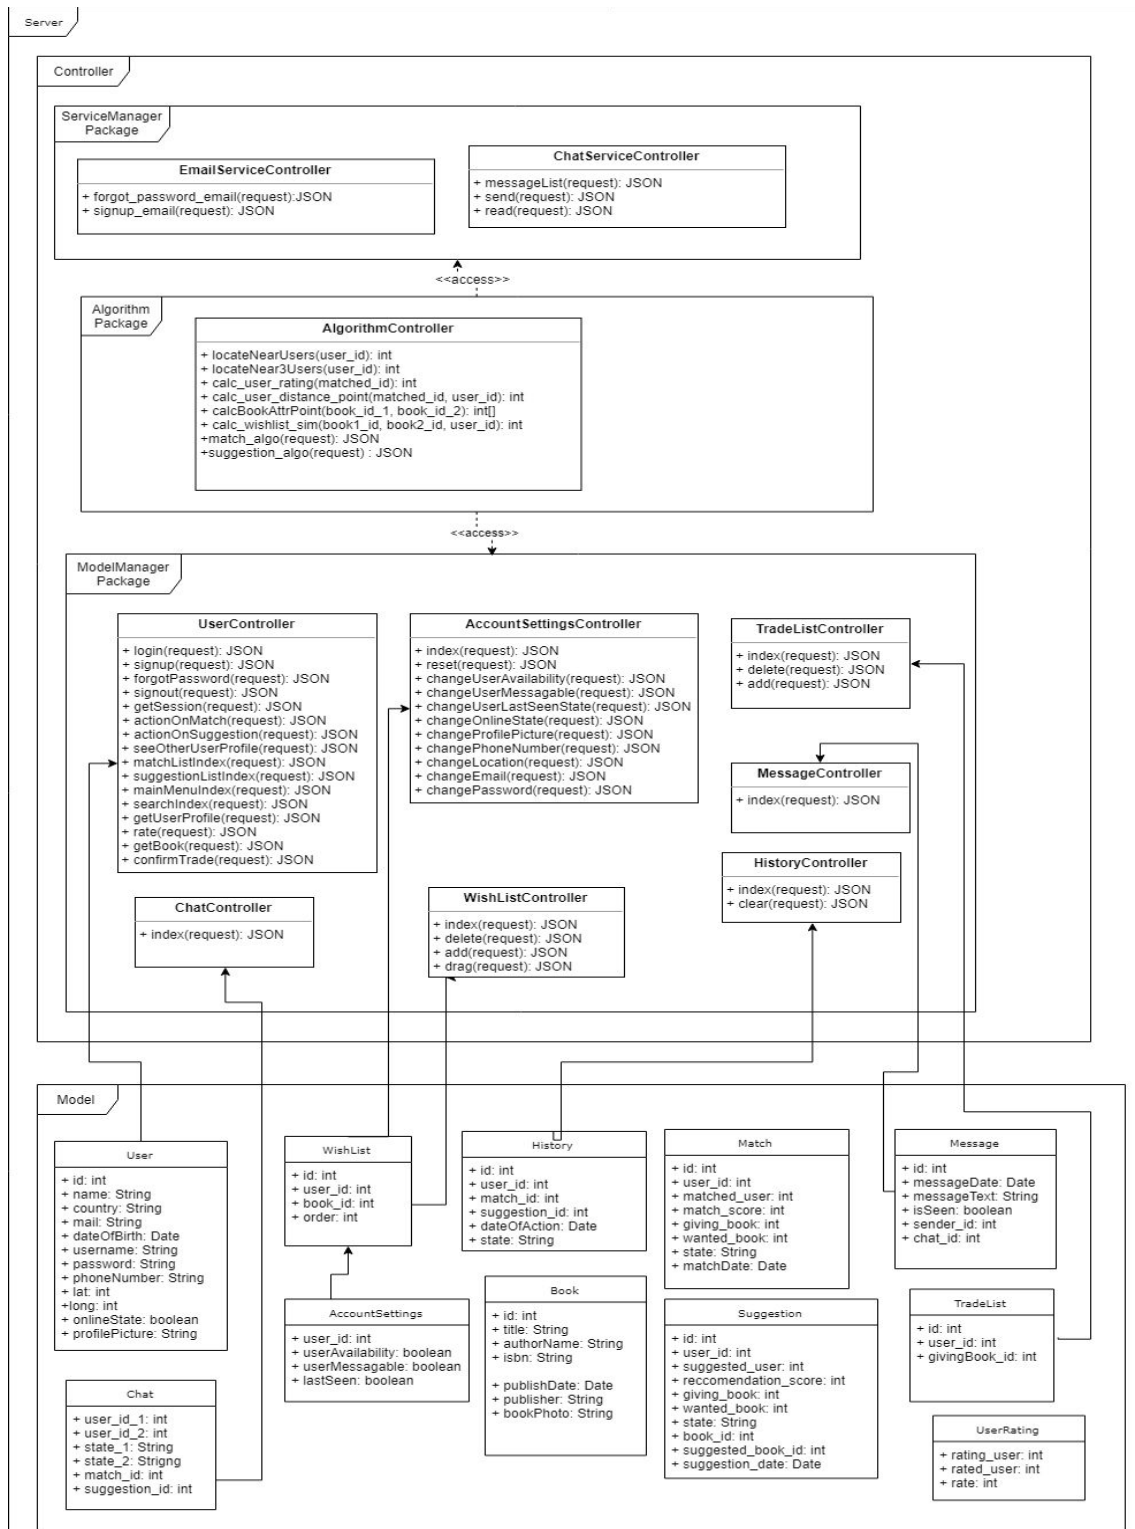 Server
Controller
ServiceManager
Package
EmailServiceController
+ forgot_password_email(request):JSON
+ signup_email(request): JSON
ChatServiceController
+ messageList(request): JSON
+ send(request): JSON
+ read(request): JSON
<<access>>
Algorithm
Package
AlgorithmController
+ locateNearUsers(user_id): int
+ locateNear3Users(user_id): int
+ calc_user_rating(matched_id): int
+ calc_user_distance_point(matched_id, user_id): int
+ calcBookAttrPoint(book_id_1, book_id_2): int[]
+ calc_wishlist_sim(book1_id, book2_id, user_id): int
+match_algo(request): JSON
+suggestion_algo(request) : JSON
<<access>>
ModelManager
Package
UserController
+ login(request): JSON
+ signup(request): JSON
+ forgotPassword(request): JSON
+ signout(request): JSON
+ getSession(request): JSON
+ actionOnMatch(request): JSON
+ actionOnSuggestion(request): JSON
+ seeOtherUserProfile(request): JSON
+ matchListIndex(request): JSON
+ suggestionListIndex(request): JSON
+ mainMenuIndex(request): JSON
+ searchIndex(request): JSON
+ getUserProfile(request): JSON
+ rate(request): JSON
+ getBook(request): JSON
+ confirmTrade(request): JSON
AccountSettingsController
+ index(request): JSON
+ reset(request): JSON
+ changeUserAvailability(request): JSON
+ changeUserMessagable(request): JSON
+ changeUserLastSeenState(request): JSON
+ changeOnlineState(request): JSON
+ changeProfilePicture(request): JSON
+ changePhoneNumber(request): JSON
+ changeLocation(request): JSON
+ changeEmail(request): JSON
+ changePassword(request): JSON
TradeListController
+ index(request): JSON
+ delete(request): JSON
+ add(request): JSON
MessageController
+ index(request): JSON
HistoryController
+ index(request): JSON
+ clear(request): JSON
ChatController
+ index(request): JSON
WishListController
+ index(request): JSON
+ delete(request): JSON
+ add(request): JSON
+ drag(request): JSON
Model
User
+ id: int
+ name: String
+ country: String
+ mail: String
+ dateOfBirth: Date
+ username: String
+ password: String
+ phoneNumber: String
+ lat: int
+long: int
+ onlineState: boolean
+ profilePicture: String
WishList
+ id: int
+ user_id: int
+ book_id: int
+ order: int
History
+ id: int
+ user_id: int
+ match_id: int
+ suggestion_id: int
+ dateOfAction: Date
+ state: String
Match
+ id: int
+ user_id: int
+ matched_user: int
+ match_score: int
+ giving_book: int
+ wanted_book: int
+ state: String
+ matchDate: Date
Message
+ id: int
+ messageDate: Date
+ messageText: String
+ isSeen: boolean
+ sender_id: int
+ chat_id: int
AccountSettings
+ user_id: int
+ userAvailability: boolean
+ userMessagable: boolean
+ lastSeen: boolean
Book
+ id: int
+ title: String
+ authorName: String
+ isbn: String
+ publishDate: Date
+ publisher: String
+ bookPhoto: String
Suggestion
+ id: int
+ user_id: int
+ suggested_user: int
+ reccomendation_score: int
+ giving_book: int
+ wanted_book: int
+ state: String
+ book_id: int
+ suggested_book_id: int
+ suggestion_date: Date
TradeList
+ id: int
+ user_id: int
+ givingBook_id: int
Chat
+ user_id_1: int
+ user_id_2: int
+ state_1: String
+ state_2: Strigng
+ match_id: int
+ suggestion_id: int
UserRating
+ rating_user: int
+ rated_user: int
+ rate: int